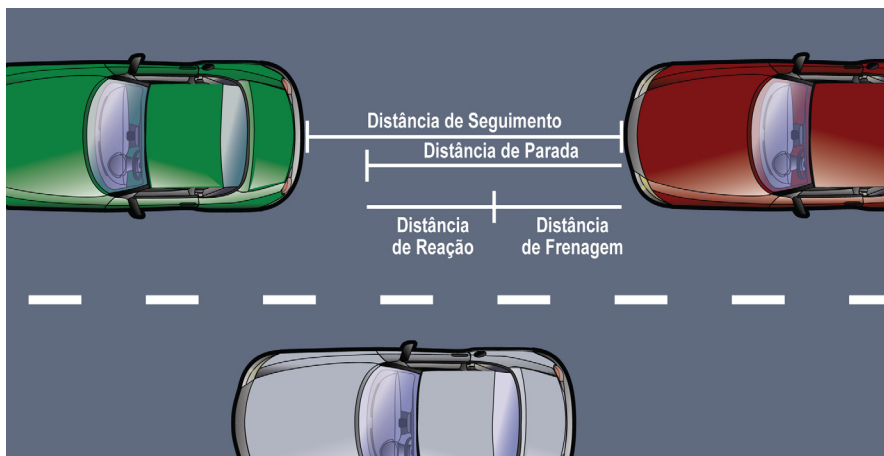 Distância de Seguimento
Distância de Parada
Distância
de Reação
Distância
de Frenagem